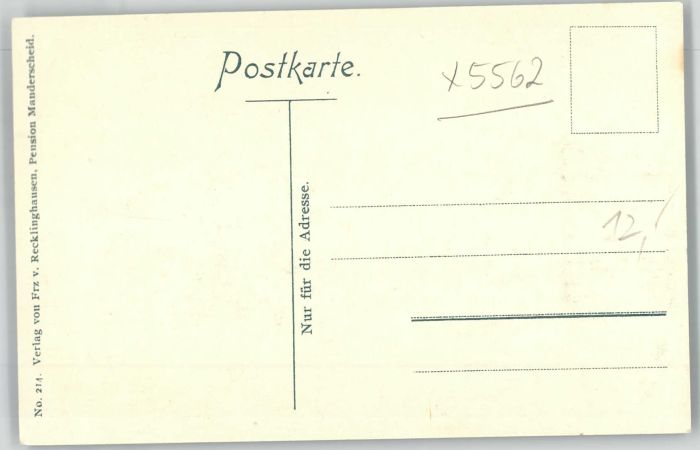 Postkarte.
x5562
Nur für die Adresse.
12,-
No. 214. Verlag von Frz v. Recklinghausen, Pension Manderscheid.